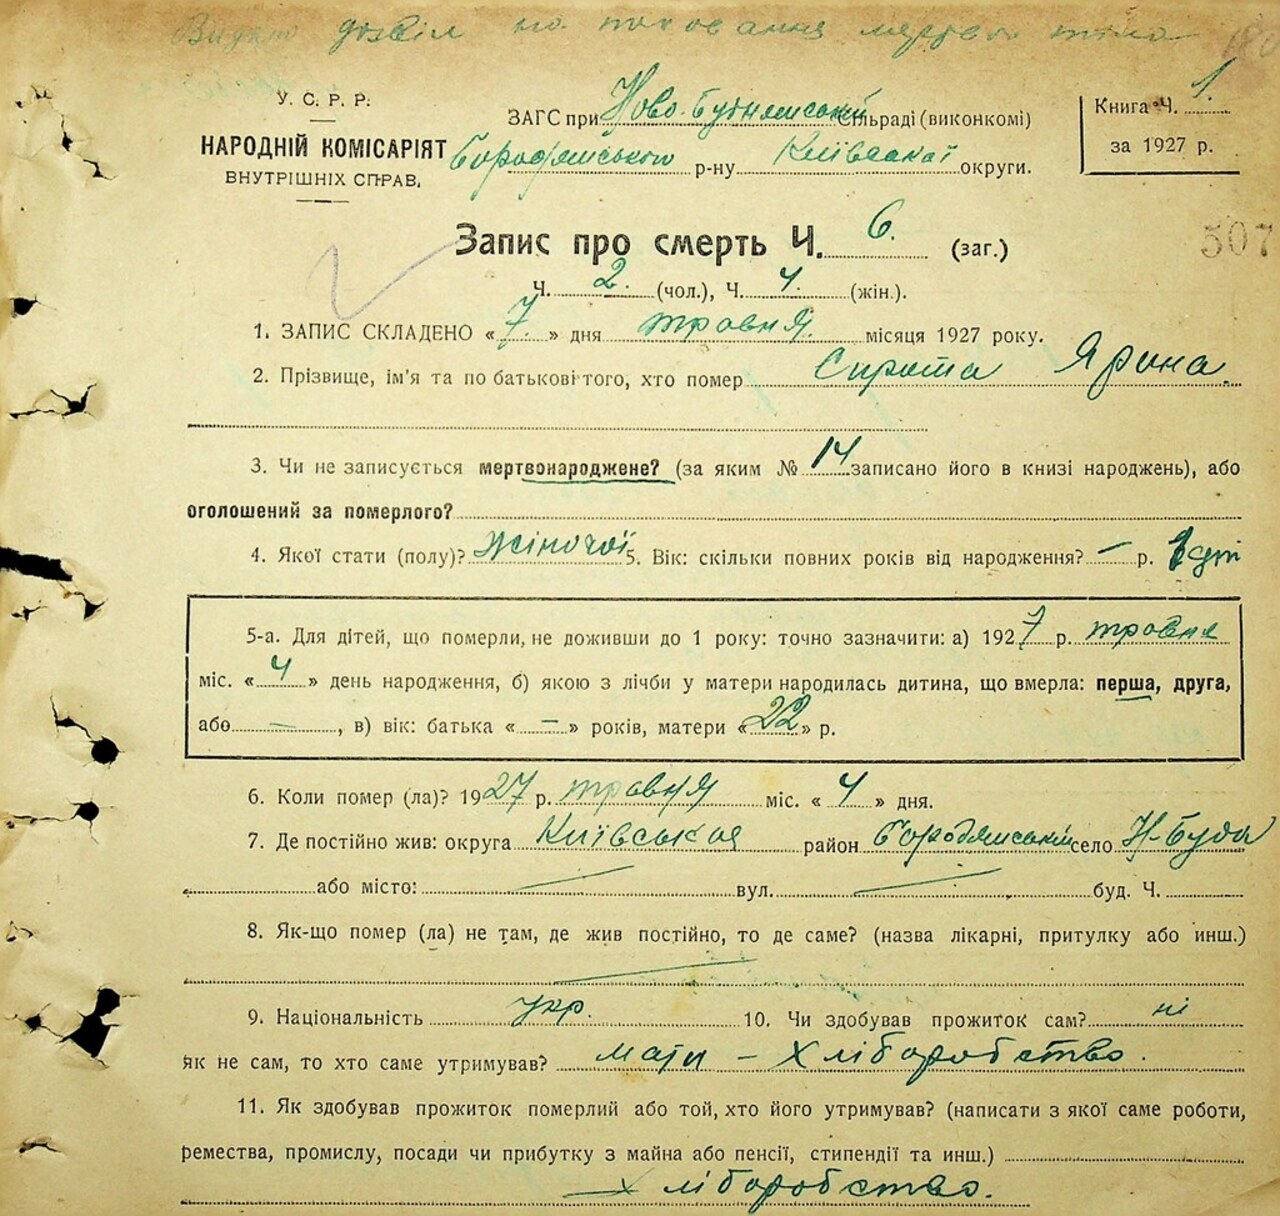 Видано дозвіл на поховання мертвого тіла 180
У. С. Р. Р.
НАРОДНІЙ КОМІСАРІЯТ
ВНУТРІШНІХ СПРАВ.
ЗАГС при Ново-Буднянський Сільраді (виконкомі)
Бородянського р-ну Київської округи.
Книга Ч. 1.
за 1927 р.
507
Запис про смерть Ч. 6. (заг.)
Ч. 2. (чол.), Ч. 4. (жін.).
1. ЗАПИС СКЛАДЕНО «7.» дня травня місяця 1927 року.
2. Прізвище, ім'я та по батькові того, хто помер Сирота Ярина
3. Чи не записується мертвонароджене? (за яким № 14 записано його в книзі народжень), або
оголошений за померлого?
4. Якої стати (полу)? Жіночої 5. Вік: скільки повних років від народження? — р.
5-а. Для дітей, що померли, не доживши до 1 року: точно зазначити: а) 1927 р. травня
міс. «4» день народження, б) якою з лічби у матери народилась дитина, що вмерла: перша, друга,
або —, в) вік: батька «—» років, матери «22» р.
6. Коли помер (ла)? 1927 р. травня міс. «4» дня.
7. Де постійно жив: округа Київська район Бородянський село Н-Буда
або місто: — вул. — буд. Ч.
8. Як-що помер (ла) не там, де жив постійно, то де саме? (назва лікарні, притулку або инш.)
9. Національність укр. 10. Чи здобував прожиток сам? ні
як не сам, то хто саме утримував? мати – хліборобство.
11. Як здобував прожиток померлий або той, хто його утримував? (написати з якої саме роботи,
ремества, промислу, посади чи прибутку з майна або пенсії, стипендії та инш.)
хліборобство.